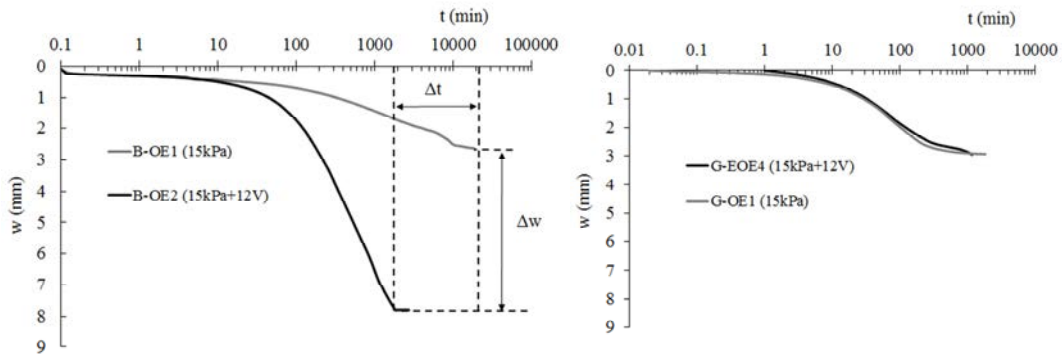 t (min)
0.1 1 10 100 1000 10000 100000
0
1
2
3
4
5
6
7
8
9
w (mm)
Δt
Δw
B-OE1 (15kPa)
B-OE2 (15kPa+12V)
t (min)
0.01 0.1 1 10 100 1000 10000
0
1
2
3
4
5
6
7
8
9
w (mm)
G-EOE4 (15kPa+12V)
G-OE1 (15kPa)